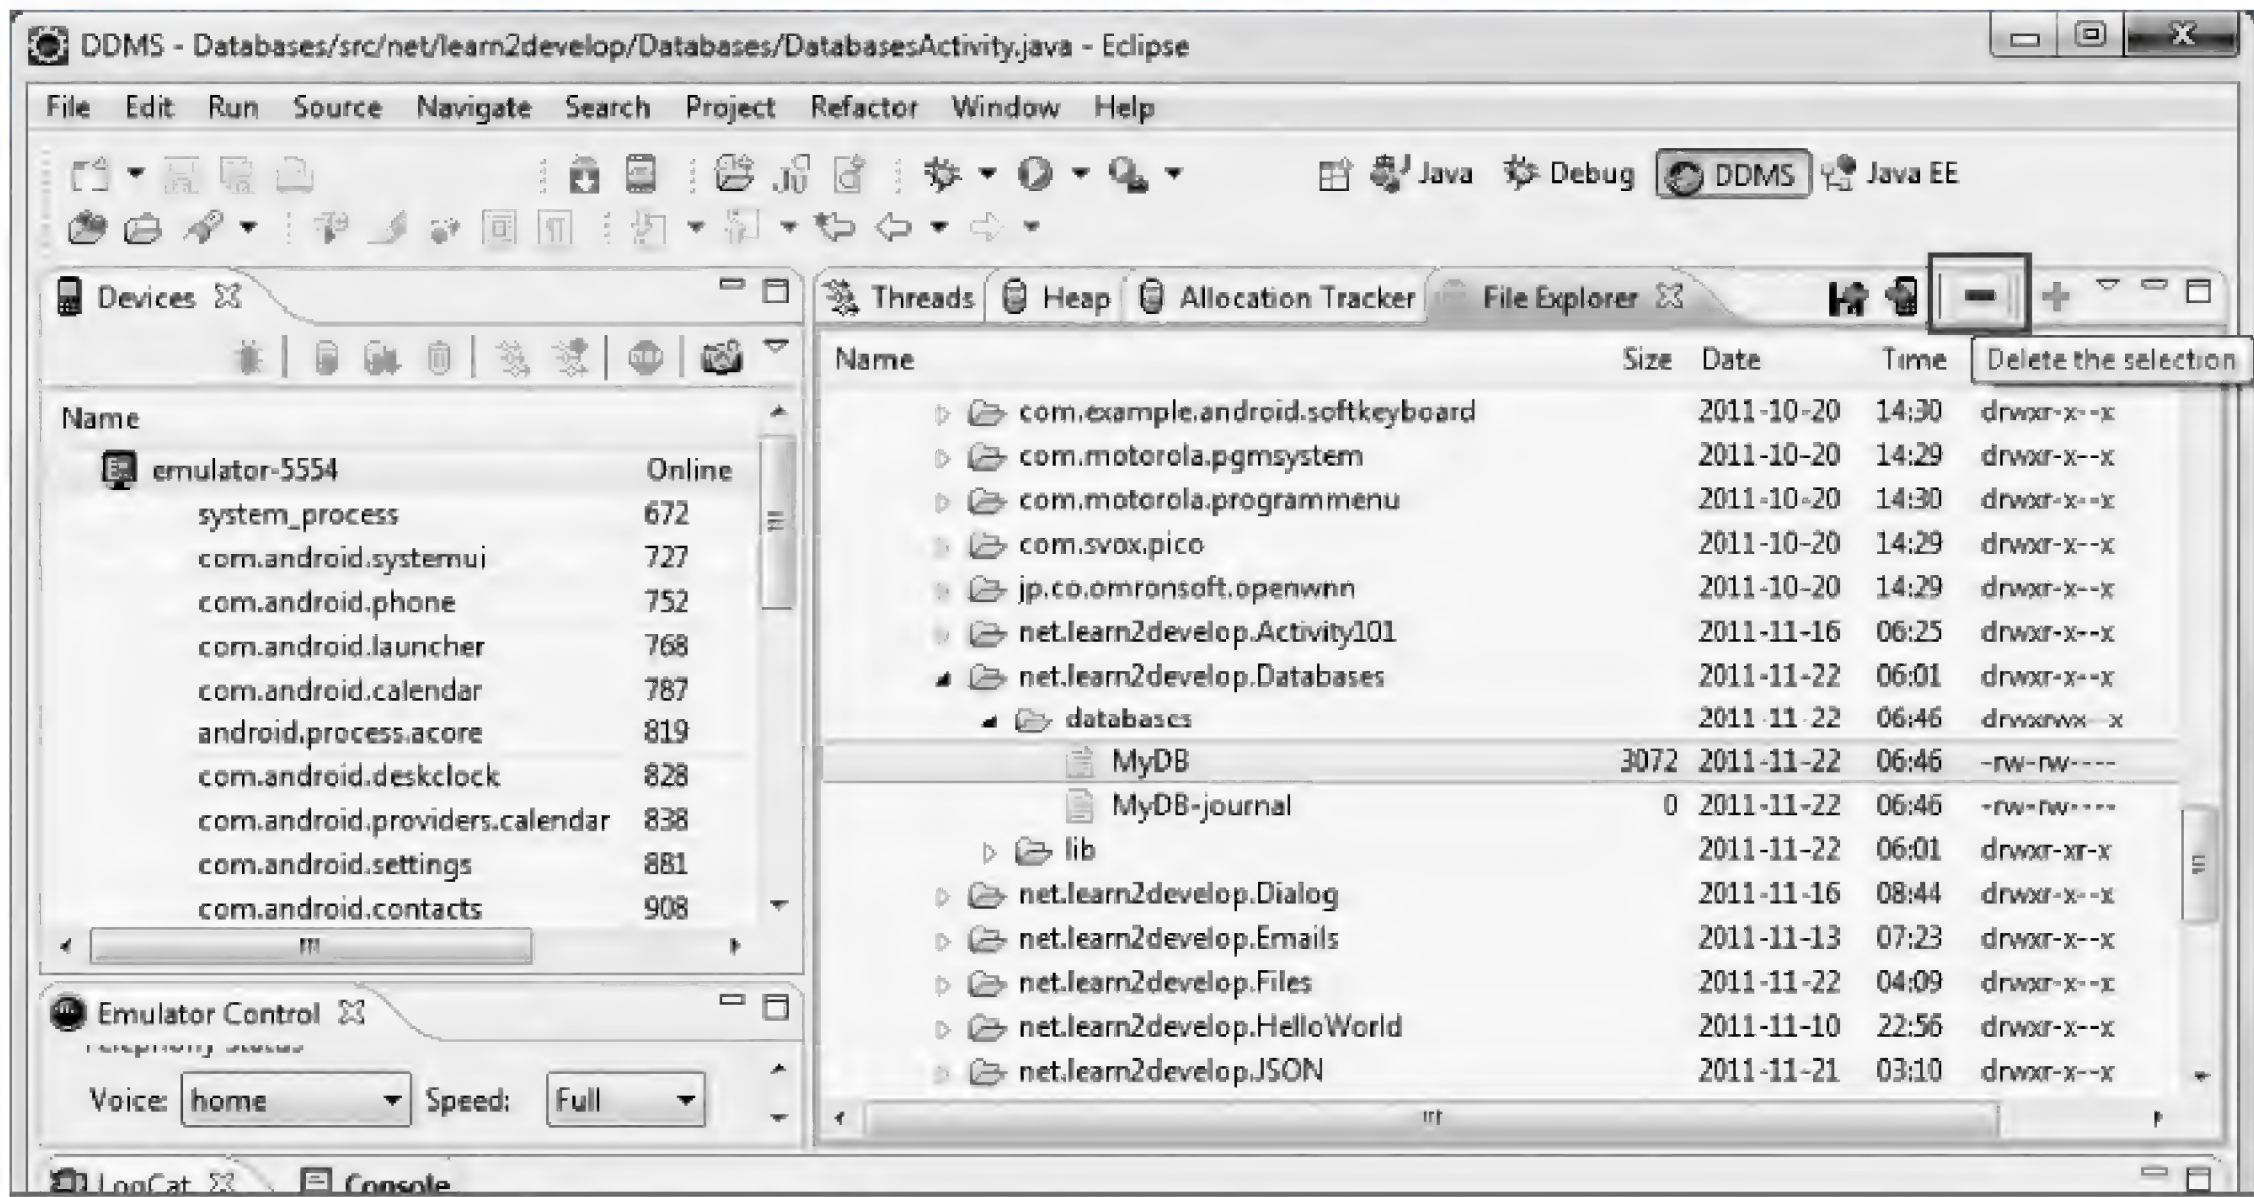 DDMS - Databases/src/net/learn2develop/Databases/DatabasesActivity.java - Eclipse
File Edit Run Source Navigate Search Project Refactor Window Help
Java Debug DDMS Java EE
Devices
Name
emulator-5554 Online
system_process 672
com.android.systemui 727
com.android.phone 752
com.android.launcher 768
com.android.calendar 787
android.process.acore 819
com.android.deskclock 828
com.android.providers.calendar 838
com.android.settings 881
com.android.contacts 908
Emulator Control
Telephony Status
Voice: home Speed: Full
Threads Heap Allocation Tracker File Explorer
Name Size Date Time Delete the selection
com.example.android.softkeyboard 2011-10-20 14:30 drwxr-x--x
com.motorola.pgmsystem 2011-10-20 14:29 drwxr-x--x
com.motorola.programmenu 2011-10-20 14:30 drwxr-x--x
com.svox.pico 2011-10-20 14:29 drwxr-x--x
jp.co.omronsoft.openwnn 2011-10-20 14:29 drwxr-x--x
net.learn2develop.Activity101 2011-11-16 06:25 drwxr-x--x
net.learn2develop.Databases 2011-11-22 06:01 drwxr-x--x
databases 2011-11-22 06:46 drwxrwx--x
MyDB 3072 2011-11-22 06:46 -rw-rw----
MyDB-journal 0 2011-11-22 06:46 -rw-rw----
lib 2011-11-22 06:01 drwxr-xr-x
net.learn2develop.Dialog 2011-11-16 08:44 drwxr-x--x
net.learn2develop.Emails 2011-11-13 07:23 drwxr-x--x
net.learn2develop.Files 2011-11-22 04:09 drwxr-x--x
net.learn2develop.HelloWorld 2011-11-10 22:56 drwxr-x--x
net.learn2develop.JSON 2011-11-21 03:10 drwxr-x--x
LogCat Console